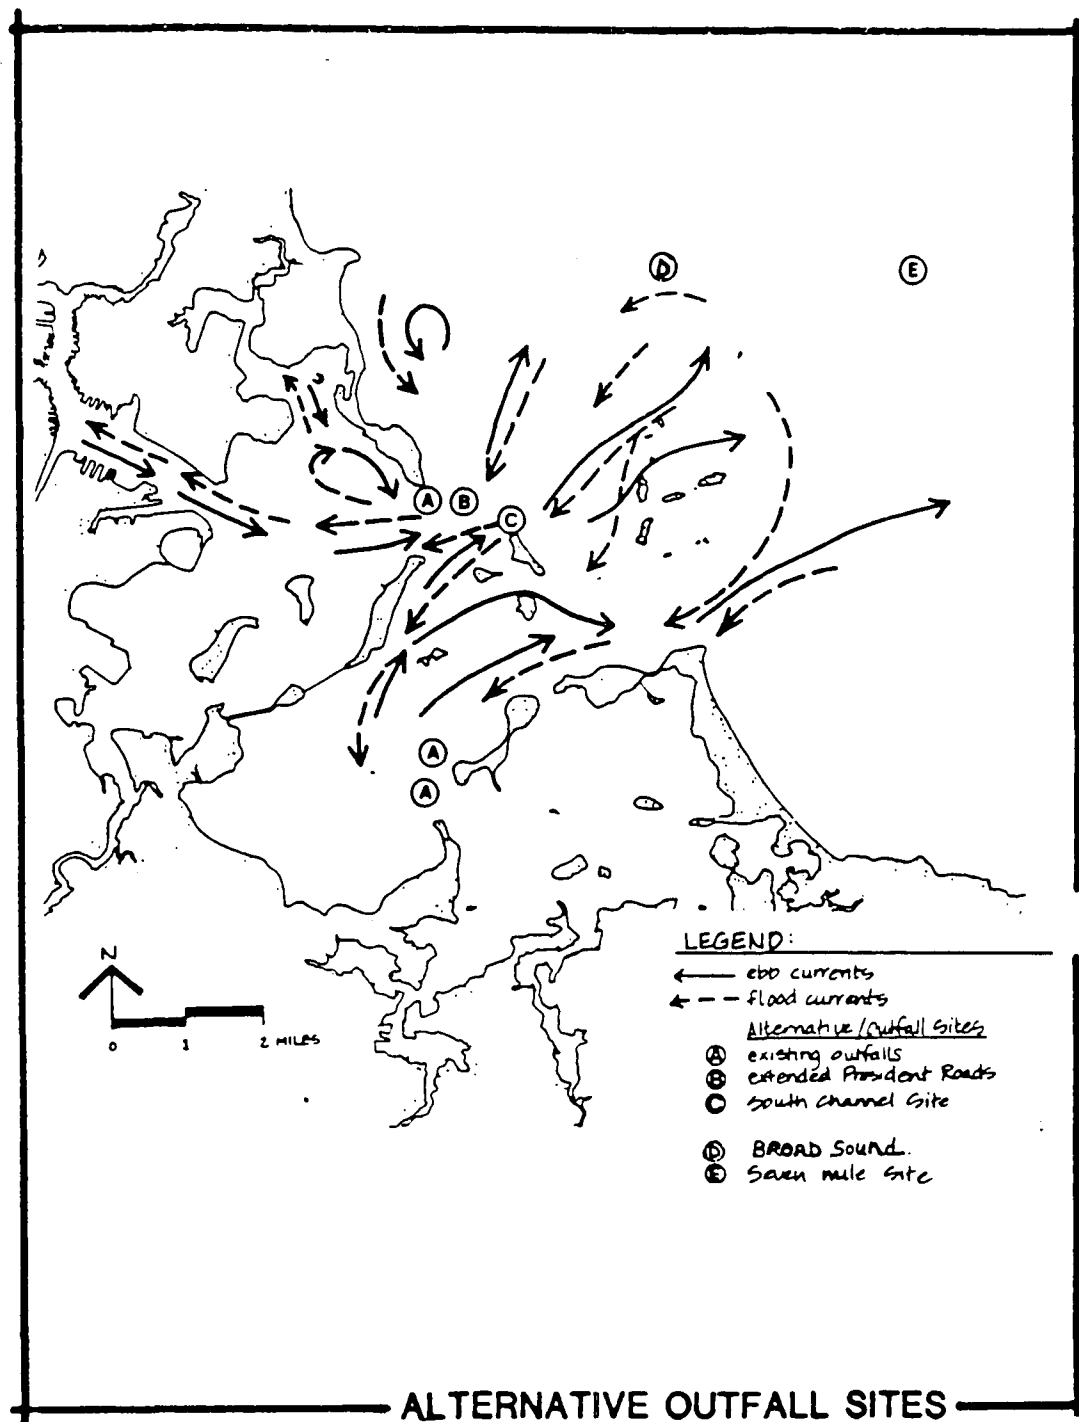 D
E
A
B
C
A
A
N
0 1 2 MILES
LEGEND:
ebb currents
flood currents
Alternative/Outfall Sites
A existing outfalls
B extended President Roads
C South Channel Site
D BROAD Sound.
E Seven mile Site
ALTERNATIVE OUTFALL SITES